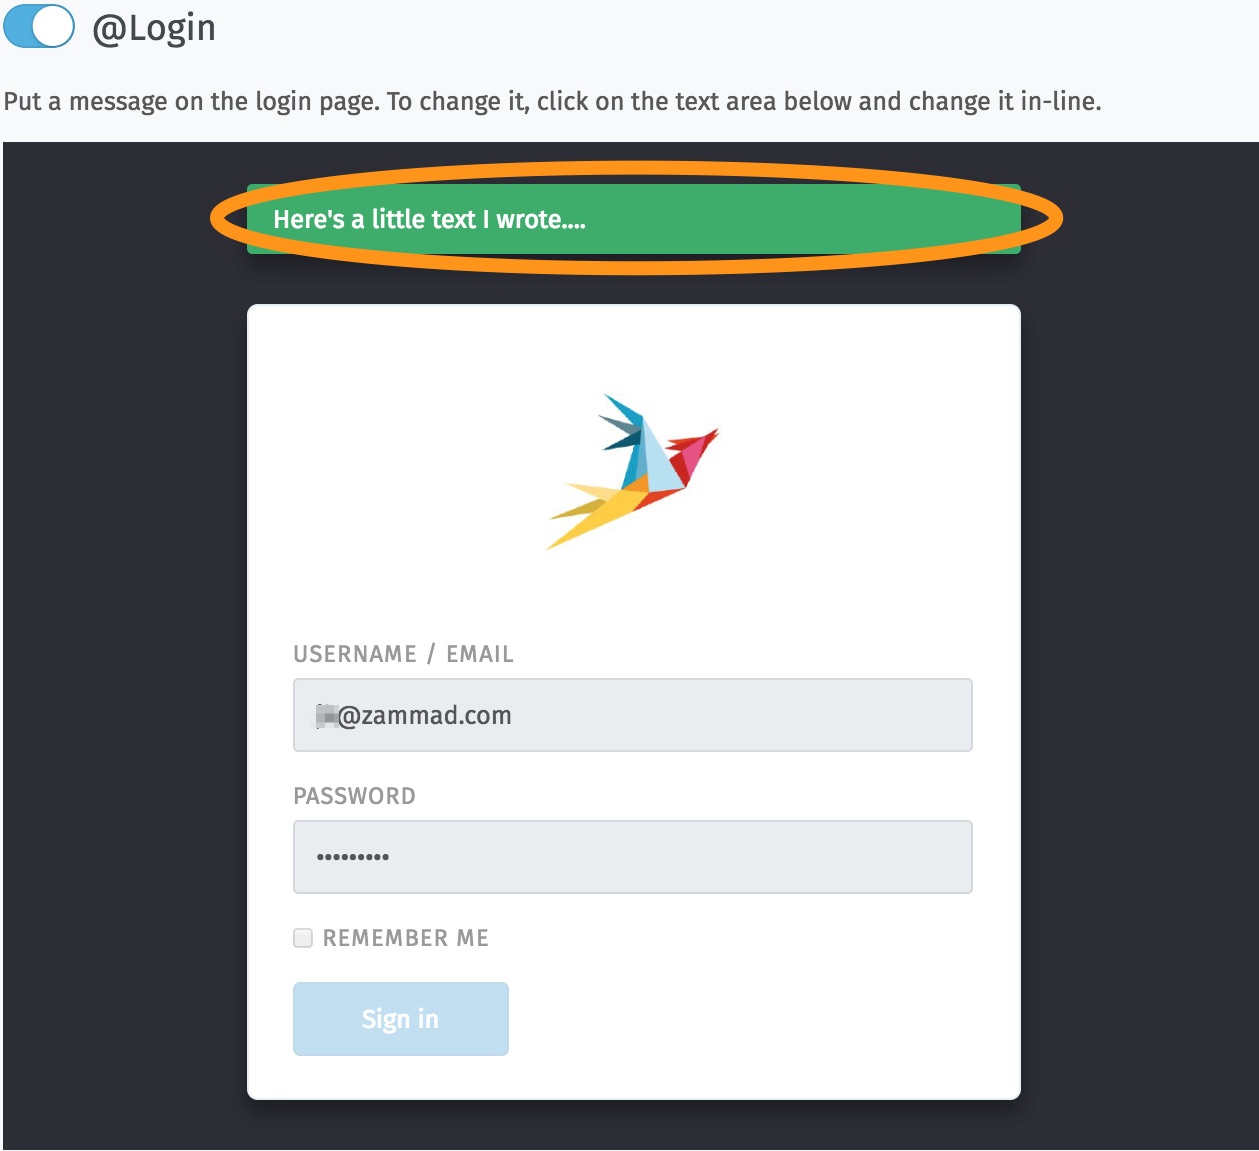 @Login
Put a message on the login page. To change it, click on the text area below and change it in-line.
Here's a little text I wrote....
USERNAME / EMAIL
@zammad.com
PASSWORD
•••••••••
REMEMBER ME
Sign in